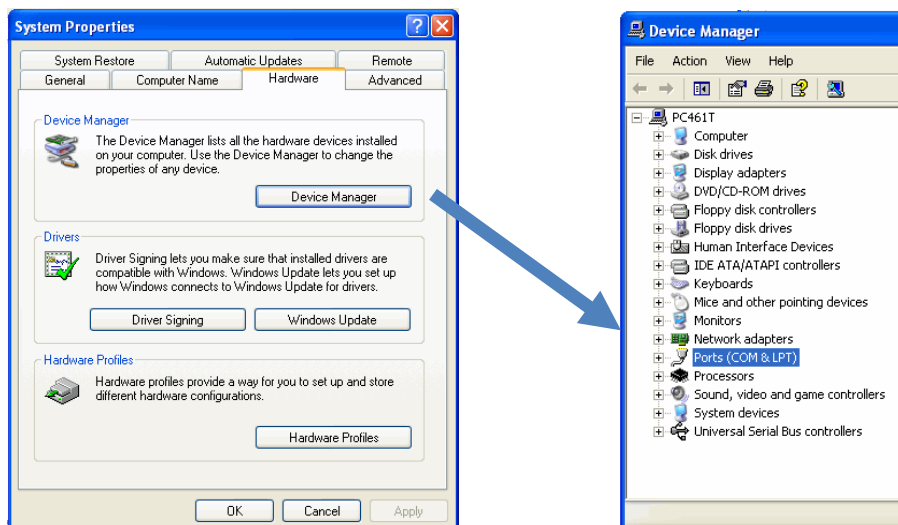 System Properties
System Restore Automatic Updates Remote
General Computer Name Hardware Advanced
Device Manager
The Device Manager lists all the hardware devices installed
on your computer. Use the Device Manager to change the
properties of any device.
Device Manager
Drivers
Driver Signing lets you make sure that installed drivers are
compatible with Windows. Windows Update lets you set up
how Windows connects to Windows Update for drivers.
Driver Signing Windows Update
Hardware Profiles
Hardware profiles provide a way for you to set up and store
different hardware configurations.
Hardware Profiles
OK Cancel Apply
Device Manager
File Action View Help
PC461T
Computer
Disk drives
Display adapters
DVD/CD-ROM drives
Floppy disk controllers
Floppy disk drives
Human Interface Devices
IDE ATA/ATAPI controllers
Keyboards
Mice and other pointing devices
Monitors
Network adapters
Ports (COM & LPT)
Processors
Sound, video and game controllers
System devices
Universal Serial Bus controllers